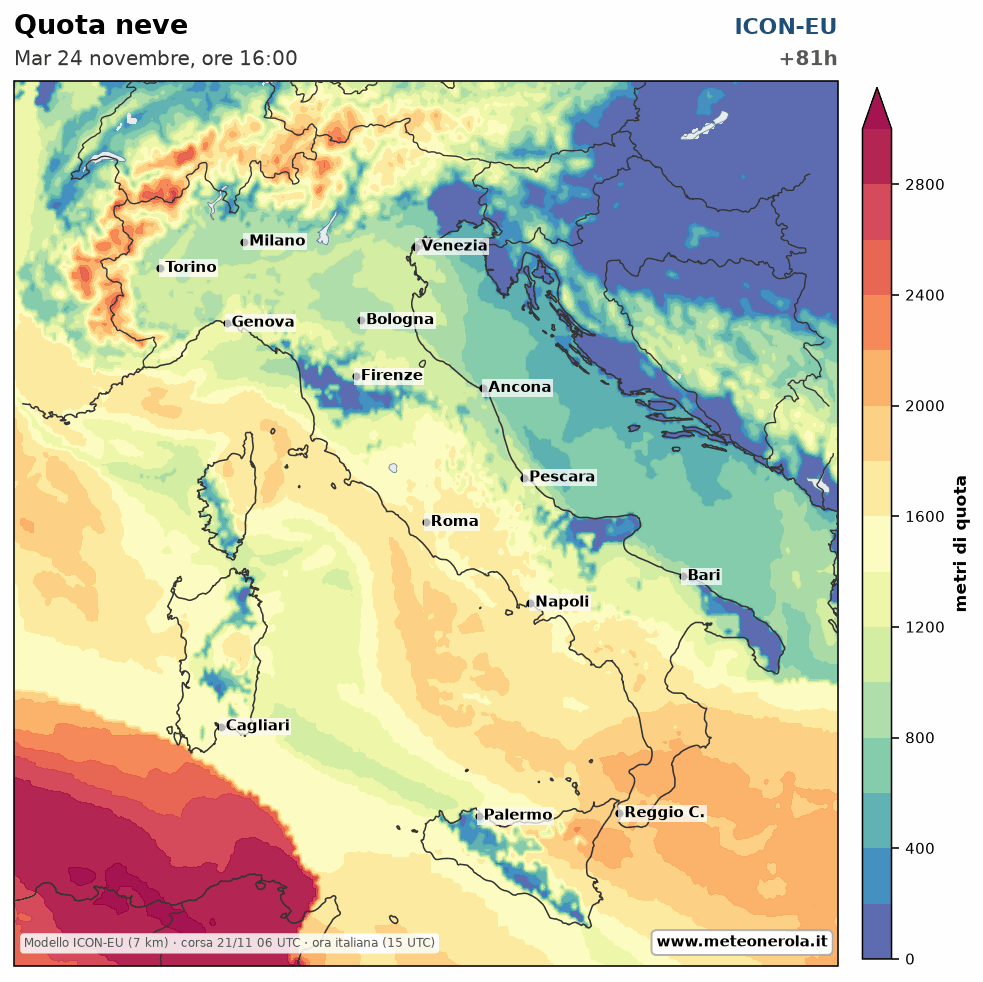 Quota neve
ICON-EU
Mar 24 novembre, ore 16:00
+81h
Milano
Venezia
Torino
Genova
Bologna
Firenze
Ancona
Pescara
Roma
Bari
Napoli
Cagliari
Palermo
Reggio C.
2800
2400
2000
1600
1200
800
400
0
metri di quota
Modello ICON-EU (7 km) · corsa 21/11 06 UTC · ora italiana (15 UTC)
www.meteonerola.it